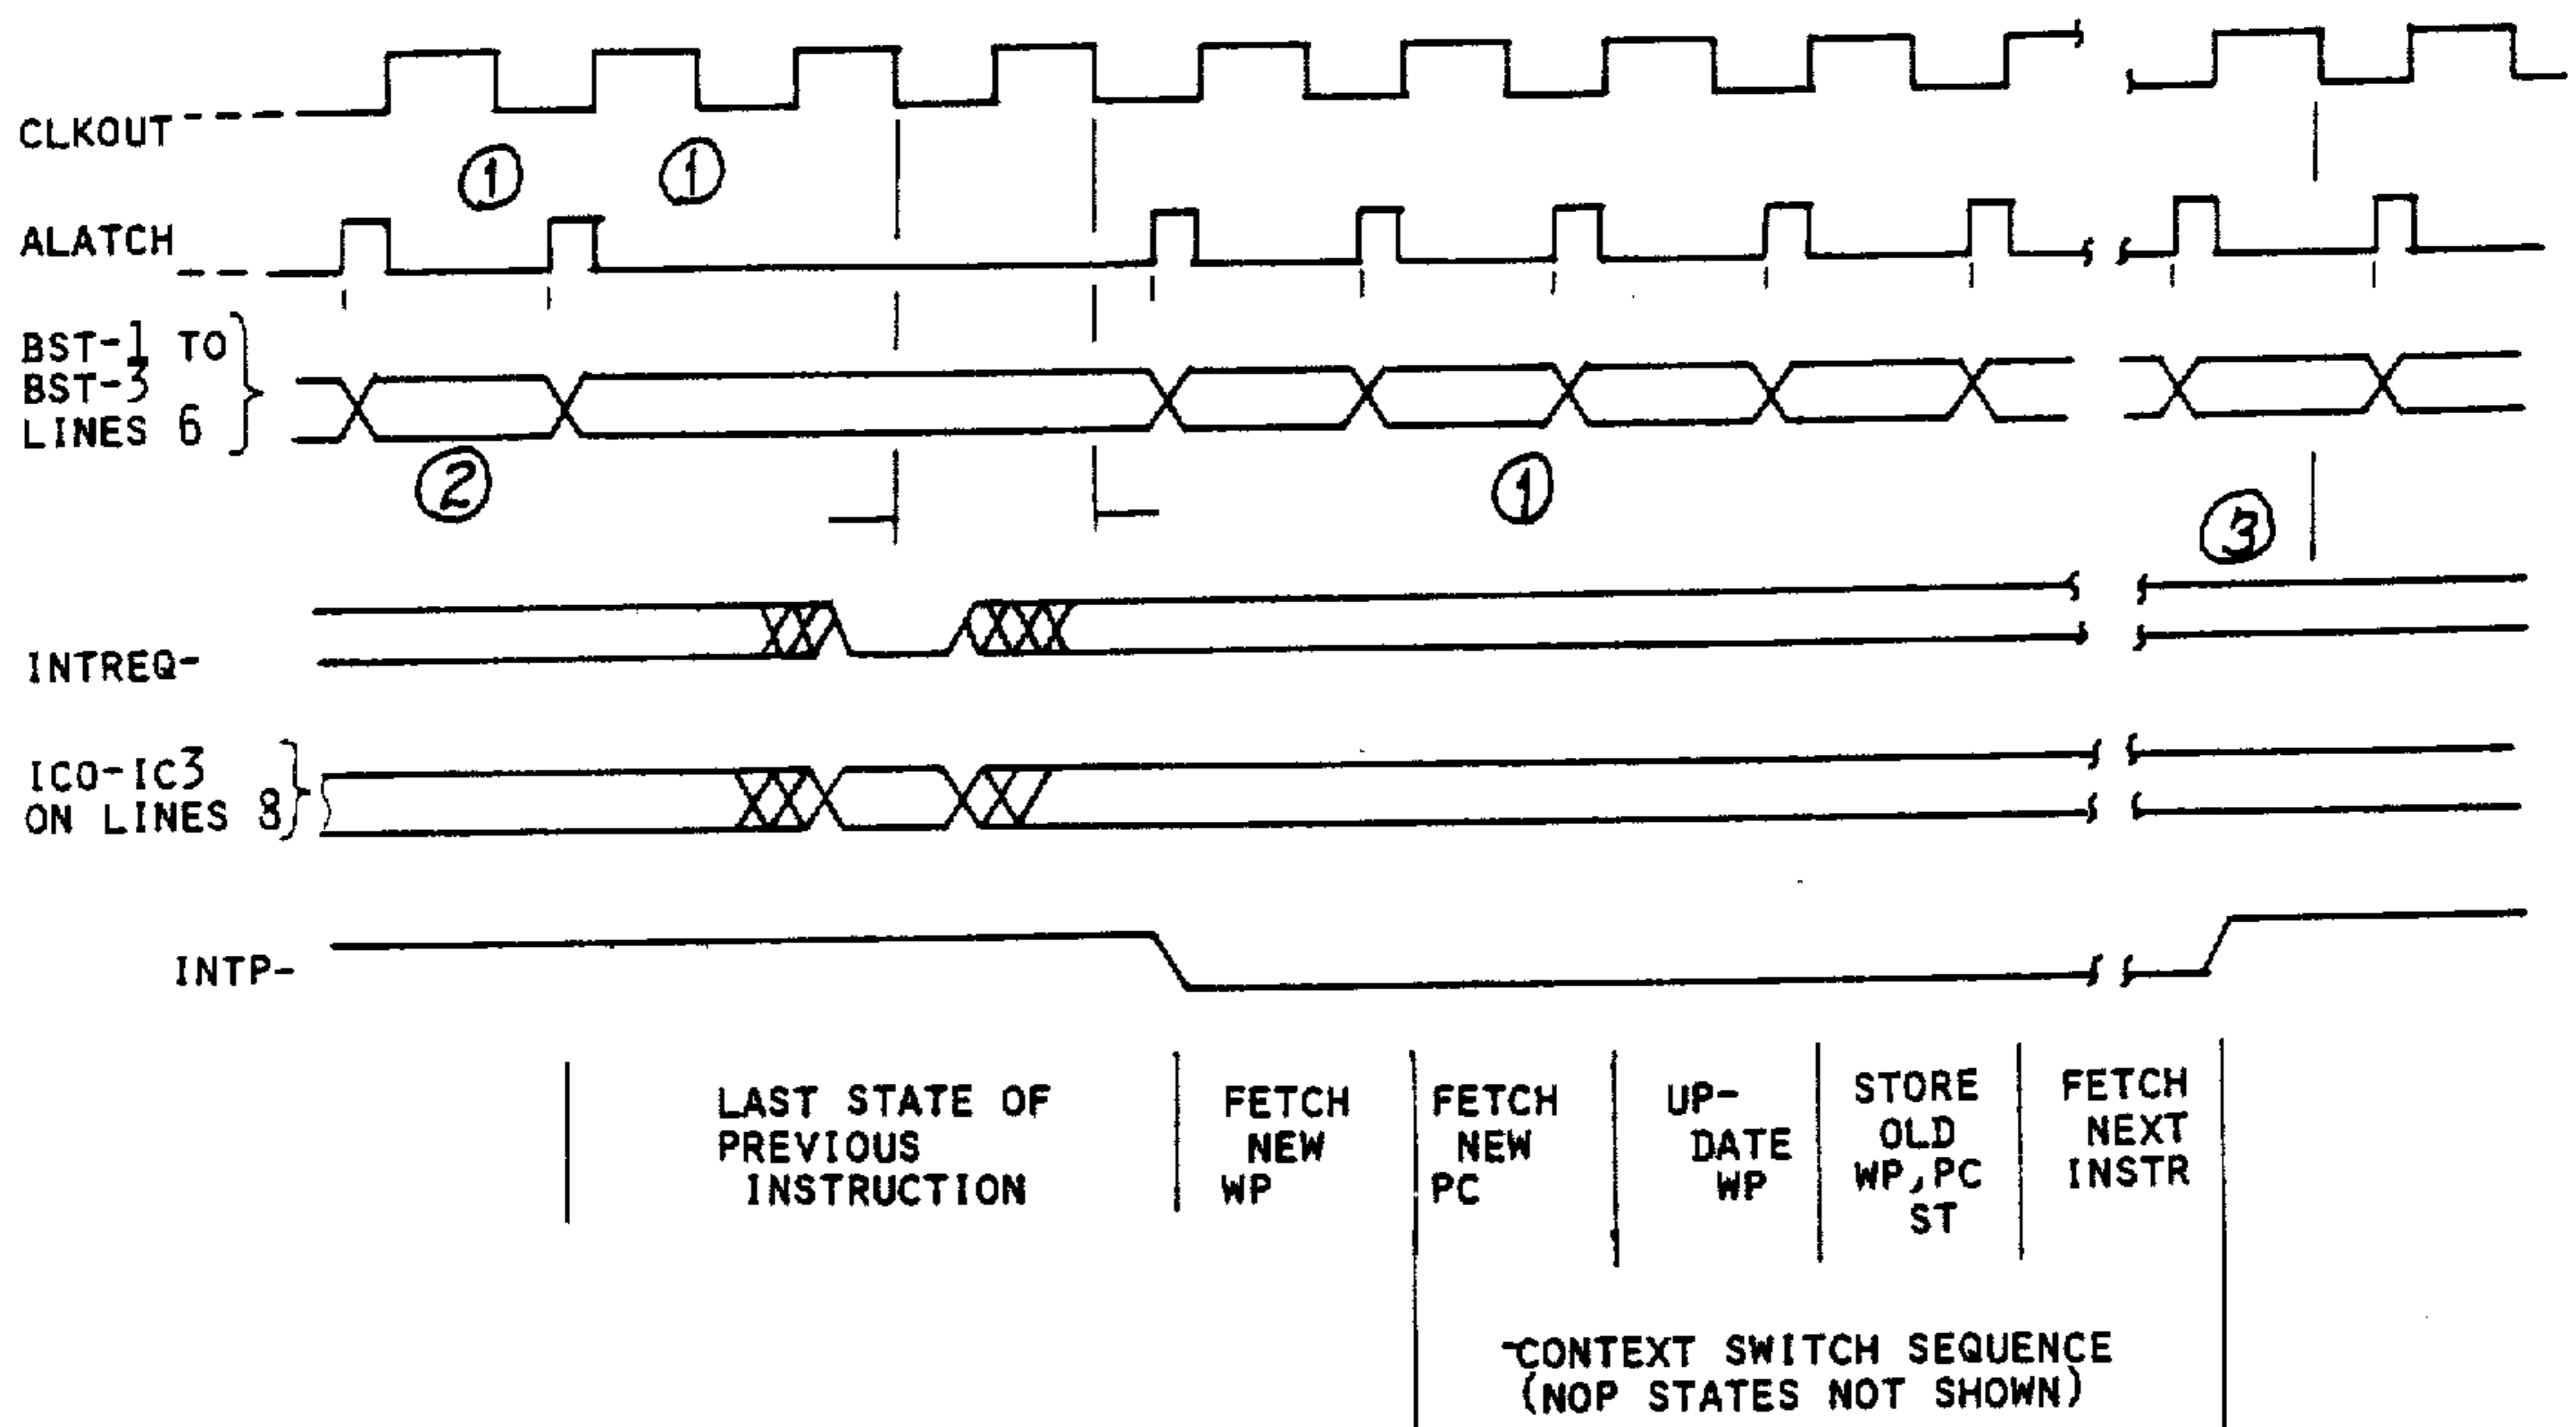 CLKOUT
① ①
ALATCH
BST-1 TO
BST-3
LINES 6
② ①
③
INTREQ-
ICO-IC3
ON LINES 8
INTP-
LAST STATE OF
PREVIOUS
INSTRUCTION
FETCH
NEW
WP
FETCH
NEW
PC
UP-
DATE
WP
STORE
OLD
WP,PC
ST
FETCH
NEXT
INSTR
-CONTEXT SWITCH SEQUENCE
(NOP STATES NOT SHOWN)